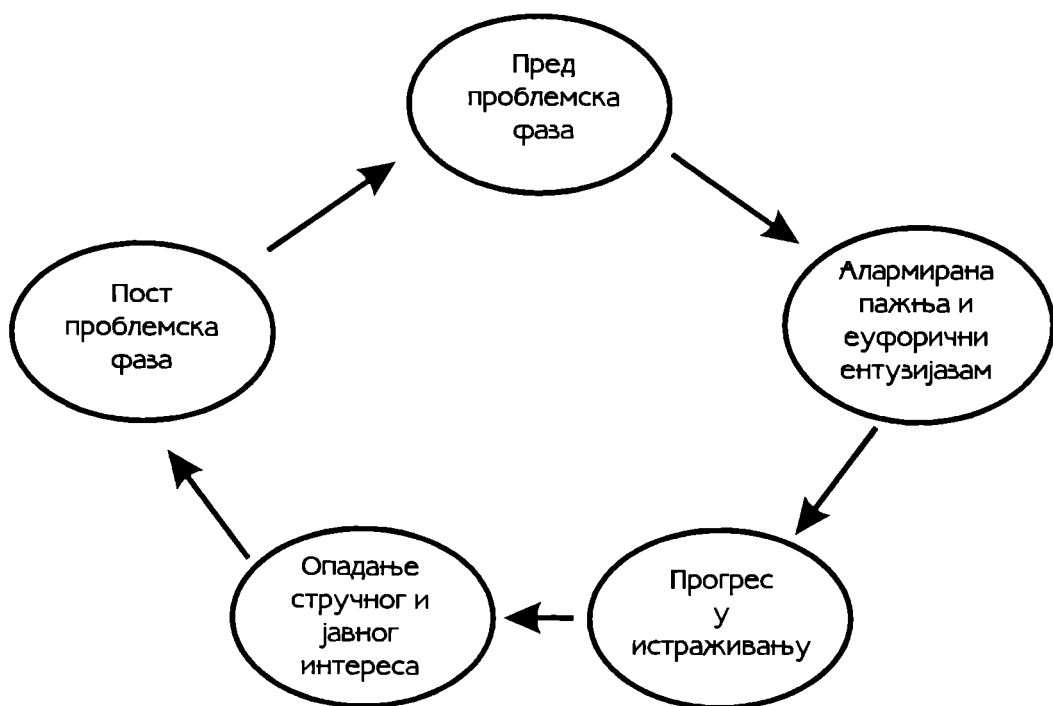 Пред
проблемска
фаза
Алармирана
пажња и
еуфорични
ентузијазам
Прогрес
у
истраживању
Опадање
стручног и
јавног
интереса
Пост
проблемска
фаза